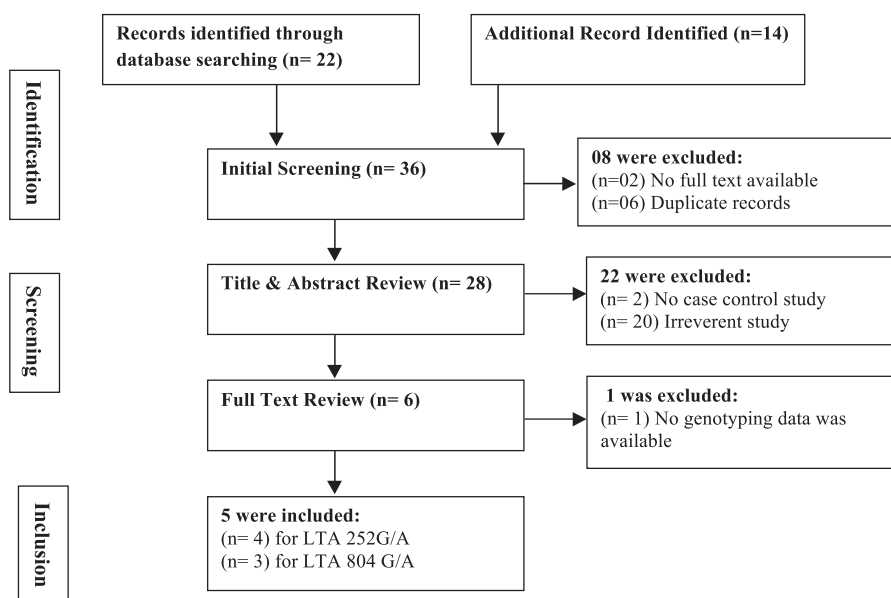 Records identified through
database searching (n= 22)
Additional Record Identified (n=14)
Identification
Initial Screening (n= 36)
08 were excluded:
(n=02) No full text available
(n=06) Duplicate records
Screening
Title & Abstract Review (n= 28)
22 were excluded:
(n= 2) No case control study
(n= 20) Irreverent study
Full Text Review (n= 6)
1 was excluded:
(n= 1) No genotyping data was
available
Inclusion
5 were included:
(n= 4) for LTA 252G/A
(n= 3) for LTA 804 G/A